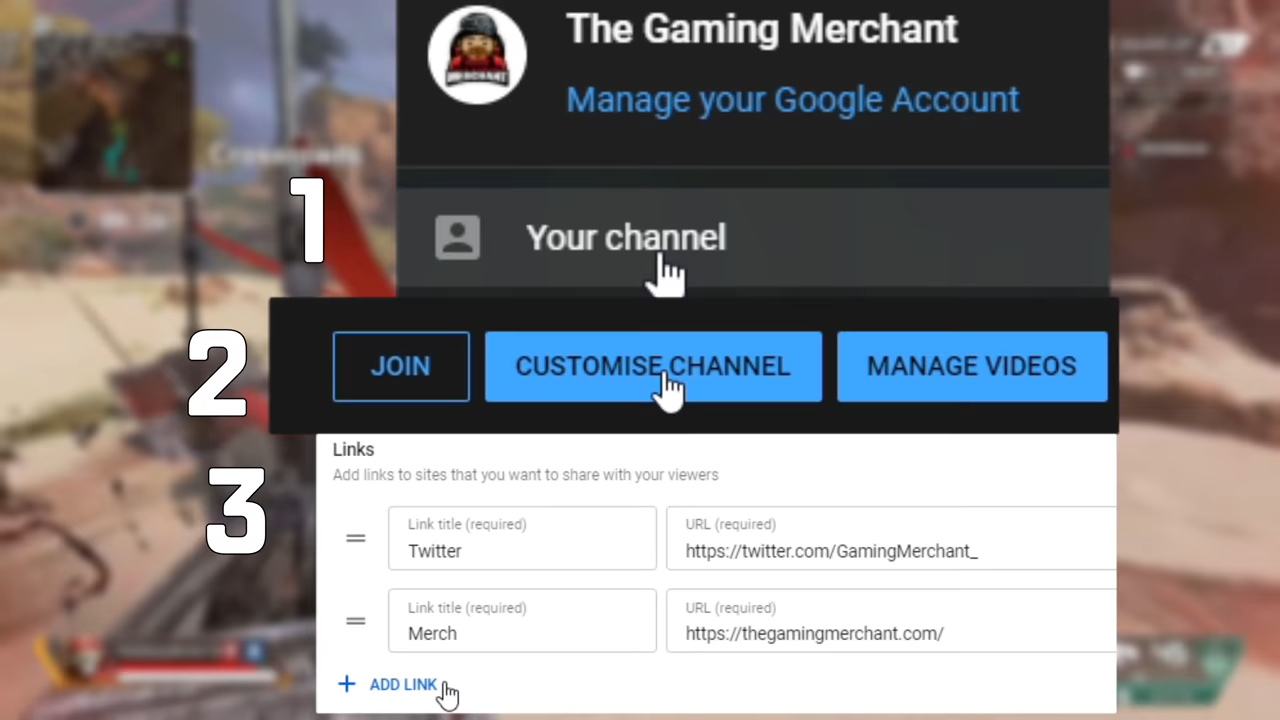 The Gaming Merchant
MERCHANT
Manage your Google Account
1
Your channel
2
JOIN
CUSTOMISE CHANNEL
MANAGE VIDEOS
3
Links
Add links to sites that you want to share with your viewers
Link title (required)
Twitter
URL (required)
https://twitter.com/GamingMerchant_
Link title (required)
Merch
URL (required)
https://thegamingmerchant.com/
+ ADD LINK